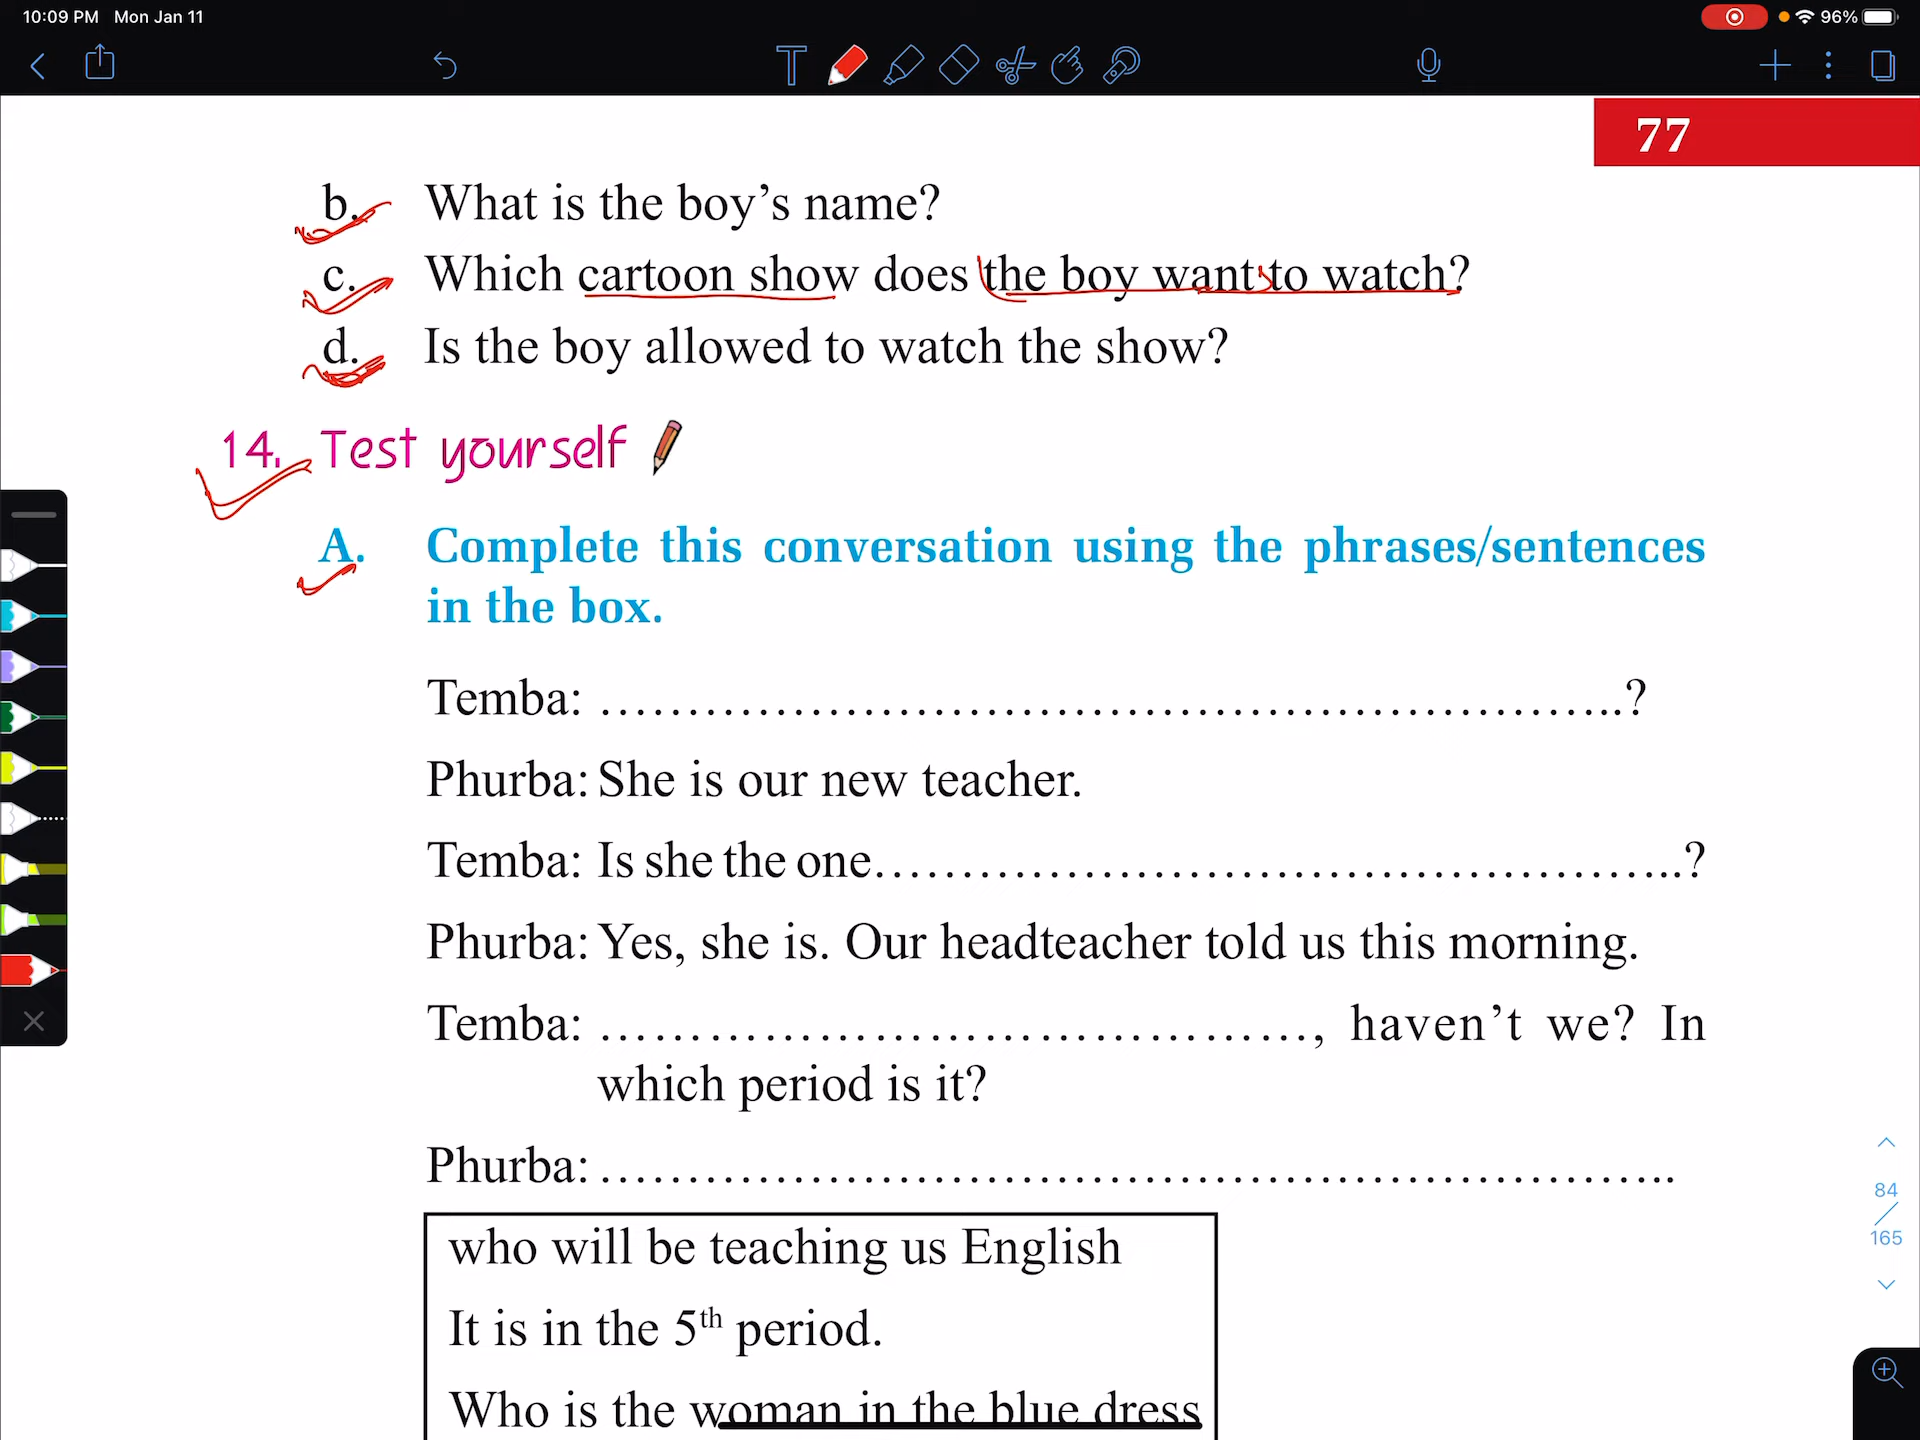 10:09 PM Mon Jan 11
96%
77
b. What is the boy's name?
c. Which cartoon show does the boy want to watch?
d. Is the boy allowed to watch the show?
14. Test yourself
A. Complete this conversation using the phrases/sentences
in the box.
Temba: ………………………………………………………..?
Phurba: She is our new teacher.
Temba: Is she the one…………………………………………..?
Phurba: Yes, she is. Our headteacher told us this morning.
Temba: ……………………………………, haven't we? In
which period is it?
Phurba: ………………………………………………………..
84
165
who will be teaching us English
It is in the 5th period.
Who is the woman in the blue dress